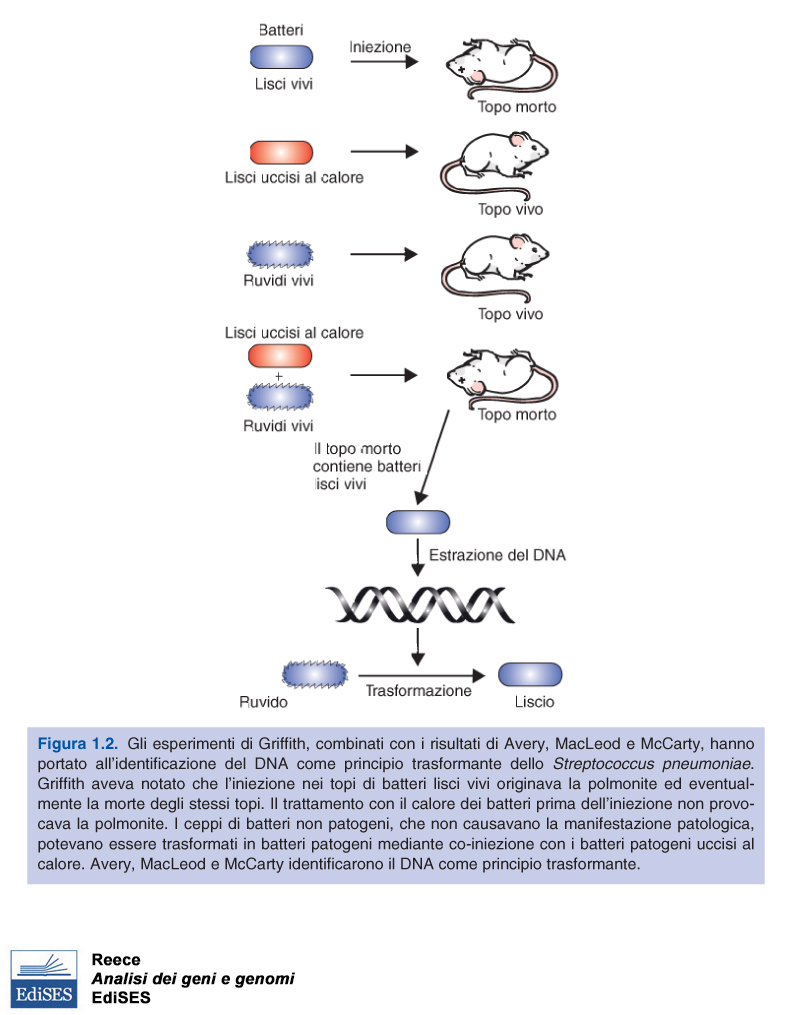 Batteri
Iniezione
Lisci vivi
Topo morto
Lisci uccisi al calore
Topo vivo
Ruvidi vivi
Topo vivo
Lisci uccisi al calore
+
Ruvidi vivi
Topo morto
Il topo morto
contiene batteri
lisci vivi
Estrazione del DNA
Ruvido
Trasformazione
Liscio
Figura 1.2. Gli esperimenti di Griffith, combinati con i risultati di Avery, MacLeod e McCarty, hanno
portato all'identificazione del DNA come principio trasformante dello Streptococcus pneumoniae.
Griffith aveva notato che l'iniezione nei topi di batteri lisci vivi originava la polmonite ed eventual-
mente la morte degli stessi topi. Il trattamento con il calore dei batteri prima dell'iniezione non provo-
cava la polmonite. I ceppi di batteri non patogeni, che non causavano la manifestazione patologica,
potevano essere trasformati in batteri patogeni mediante co-iniezione con i batteri patogeni uccisi al
calore. Avery, MacLeod e McCarty identificarono il DNA come principio trasformante.
EdiSES
Reece
Analisi dei geni e genomi
EdiSES